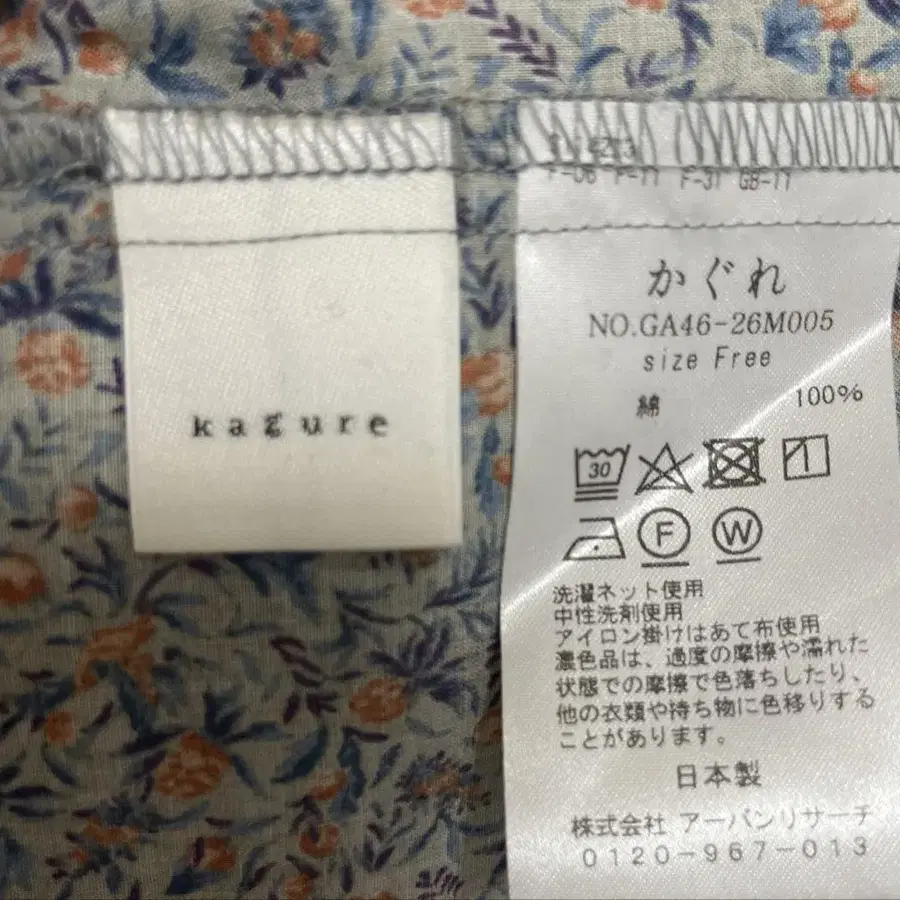 kagure
F-06 F-11 F-31 GB-11
かぐれ
NO.GA46-26M005
size Free
綿 100%
30
F W
洗濯ネット使用
中性洗剤使用
アイロン掛けはあて布使用
濃色品は、過度の摩擦や濡れた
状態での摩擦で色落ちしたり、
他の衣類や持ち物に色移りする
ことがあります。
日本製
株式会社 アーバンリサーチ
0120-967-013